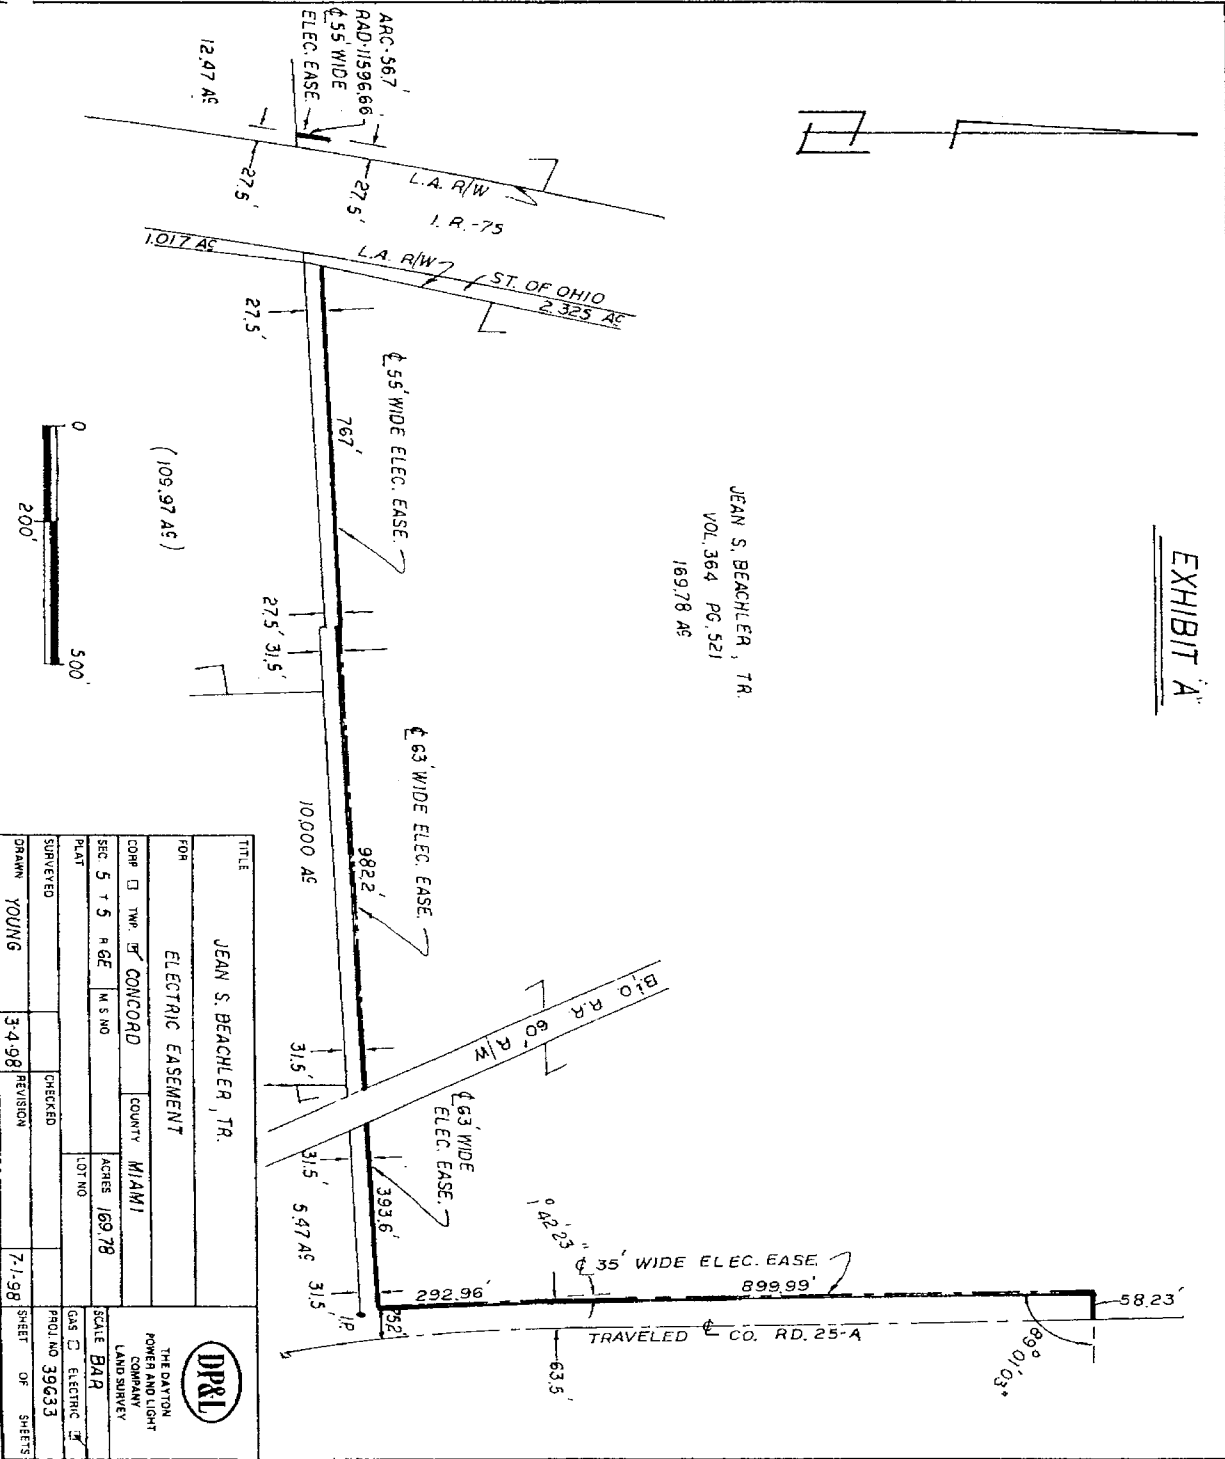 EXHIBIT "A"
N
ARC-56.7'
RAD-11596.66'
℄ 55' WIDE
ELEC. EASE.
12.47 AC
27.5'
27.5'
L.A. R/W
I. R.-75
L.A. R/W
1.017 AC
ST. OF OHIO
2.325 AC
27.5'
℄ 55' WIDE ELEC. EASE.
767'
JEAN S. BEACHLER, TR.
VOL. 364 PG. 521
169.78 AC
(109.97 AC)
0
200'
500'
27.5'
31.5'
℄ 63' WIDE ELEC. EASE.
982.2'
10.000 AC
B.&O. R.R. 60' R/W
31.5'
℄ 63' WIDE
ELEC. EASE.
31.5'
393.6'
5.47 AC
31.5'
I.P.
75.2'
292.96'
1° 42' 23"
℄ 35' WIDE ELEC. EASE.
899.99'
58.23'
89° 01' 03"
TRAVELED ℄ CO. RD. 25-A
63.5'
TITLE
JEAN S. BEACHLER, TR.
FOR
ELECTRIC EASEMENT
CORP ☐ TWP. ☑ CONCORD
COUNTY MIAMI
SEC. 5 T 5 R 6E
M S NO
ACRES 169.78
PLAT
LOT NO
SURVEYED
CHECKED
DRAWN YOUNG
3-4-98
REVISION
7-1-98
DP&L
THE DAYTON
POWER AND LIGHT
COMPANY
LAND SURVEY
SCALE BAR
GAS ☐ ELECTRIC ☑
PROJ. NO 39633
SHEET OF SHEETS